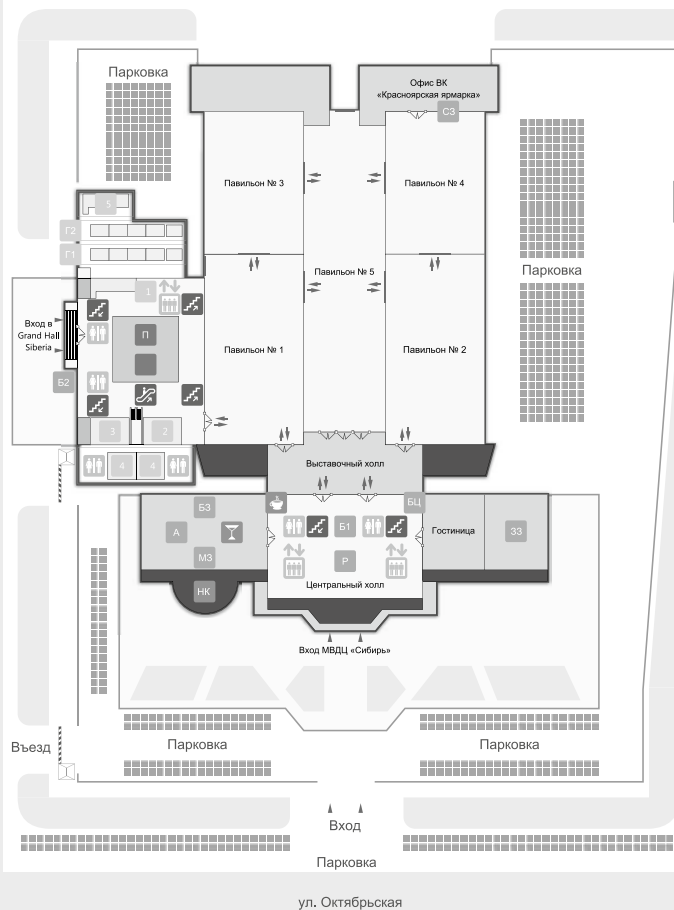 Парковка
Офис ВК
«Красноярская ярмарка»
СЗ
Павильон № 3
Павильон № 4
5
Г2
Г1
Парковка
Павильон № 5
1
Вход в
Grand Hall
Siberia
П
Павильон № 1
Павильон № 2
Б2
3
2
4
4
Выставочный холл
БЗ
БЦ
А
Б1
Гостиница
ЗЗ
МЗ
Р
НК
Центральный холл
Вход МВДЦ «Сибирь»
Въезд
Парковка
Парковка
Вход
Парковка
ул. Октябрьская